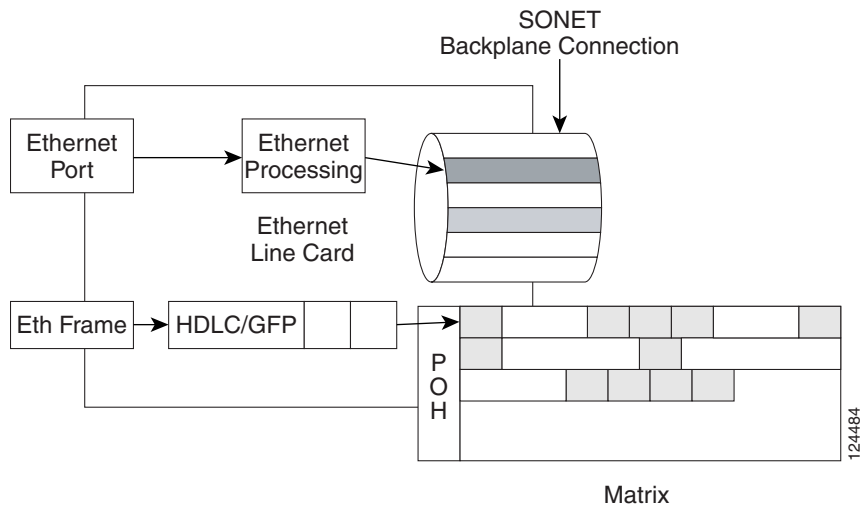 SONET
Backplane Connection
Ethernet
Port
Ethernet
Processing
Ethernet
Line Card
Eth Frame
HDLC/GFP
P
O
H
124484
Matrix